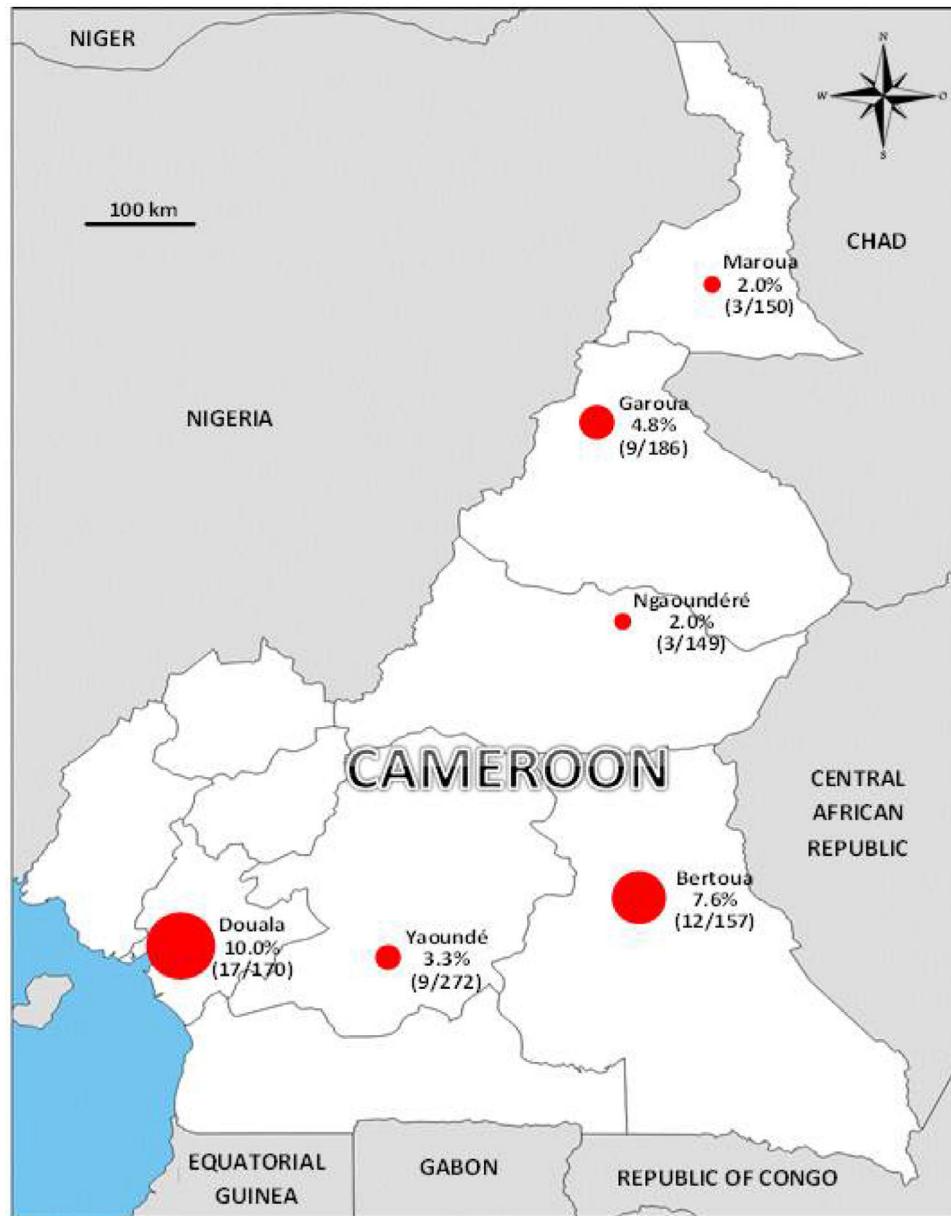 NIGER
N
W
O
S
100 km
CHAD
Maroua
2.0%
(3/150)
NIGERIA
Garoua
4.8%
(9/186)
Ngaoundéré
2.0%
(3/149)
CAMEROON
CENTRAL
AFRICAN
REPUBLIC
Bertoua
7.6%
(12/157)
Douala
10.0%
(17/170)
Yaoundé
3.3%
(9/272)
EQUATORIAL
GUINEA
GABON
REPUBLIC OF CONGO